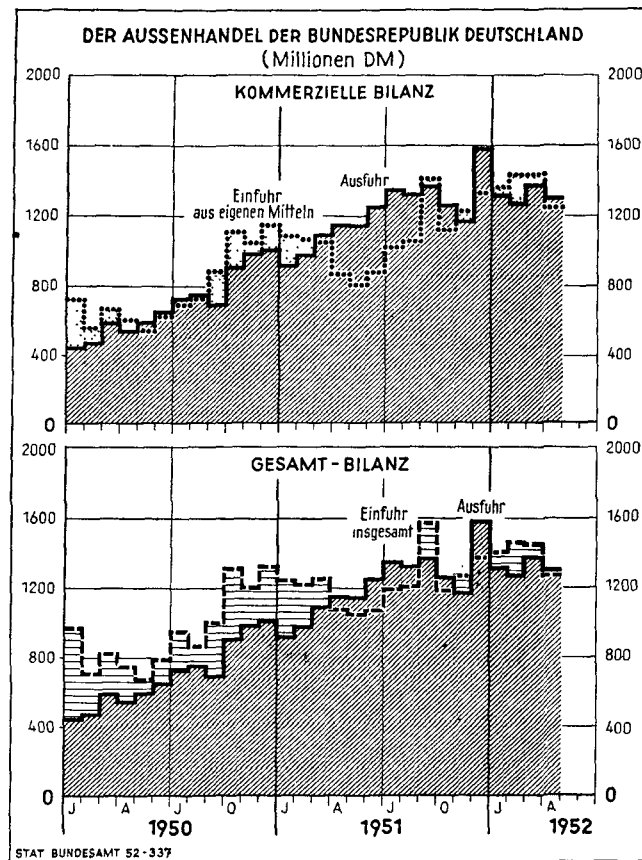 DER AUSSENHANDEL DER BUNDESREPUBLIK DEUTSCHLAND
(Millionen DM)
2000 KOMMERZIELLE BILANZ 2000
1600 1600
Einfuhr aus eigenen Mitteln
Ausfuhr
1200 1200
800 800
400 400
0 0
2000 GESAMT-BILANZ 2000
1600 1600
Einfuhr insgesamt
Ausfuhr
1200 1200
800 800
400 400
0 0
J A J O J A J O J A
1950 1951 1952
STAT BUNDESAMT 52-337